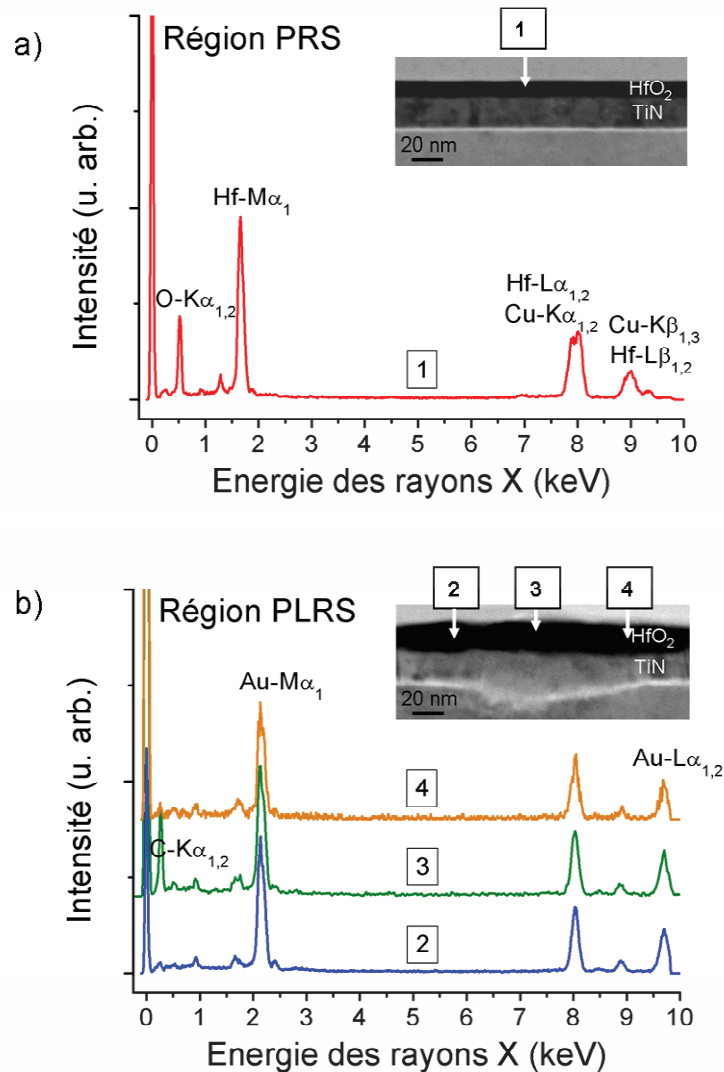 a)
Région PRS
1
HfO₂
TiN
20 nm
Intensité (u. arb.)
Hf-Mα₁
O-Kα₁,₂
Hf-Lα₁,₂
Cu-Kα₁,₂
Cu-Kβ₁,₃
Hf-Lβ₁,₂
1
0 1 2 3 4 5 6 7 8 9 10
Energie des rayons X (keV)
b)
Région PLRS
2 3 4
HfO₂
TiN
20 nm
Intensité (u. arb.)
Au-Mα₁
Au-Lα₁,₂
4
C-Kα₁,₂
3
2
0 1 2 3 4 5 6 7 8 9 10
Energie des rayons X (keV)